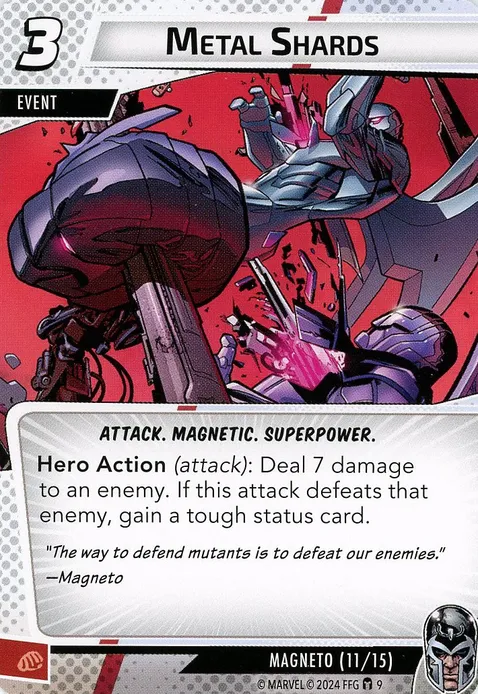 3
METAL SHARDS
EVENT
ATTACK. MAGNETIC. SUPERPOWER.
Hero Action (attack): Deal 7 damage
to an enemy. If this attack defeats that
enemy, gain a tough status card.
"The way to defend mutants is to defeat our enemies."
—Magneto
MAGNETO (11/15)
© MARVEL © 2024 FFG 9